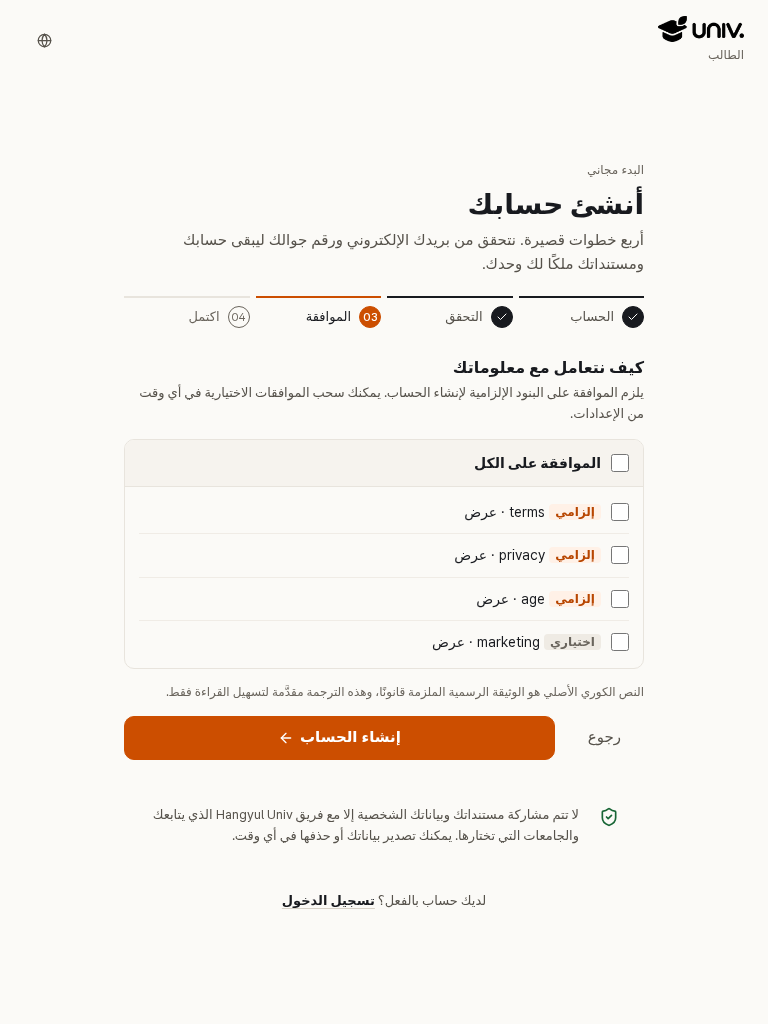 UNIV.
الطالب
البدء مجاني
أنشئ حسابك
أربع خطوات قصيرة. نتحقق من بريدك الإلكتروني ورقم جوالك ليبقى حسابك
ومستنداتك ملكًا لك وحدك.
الحساب
التحقق
03 الموافقة
04 اكتمل
كيف نتعامل مع معلوماتك
يلزم الموافقة على البنود الإلزامية لإنشاء الحساب. يمكنك سحب الموافقات الاختيارية في أي وقت
من الإعدادات.
الموافقة على الكل
إلزامي terms · عرض
إلزامي privacy · عرض
إلزامي age · عرض
اختياري marketing · عرض
النص الكوري الأصلي هو الوثيقة الرسمية الملزمة قانونًا، وهذه الترجمة مقدَّمة لتسهيل القراءة فقط.
رجوع
إنشاء الحساب
لا تتم مشاركة مستنداتك وبياناتك الشخصية إلا مع فريق Hangyul Univ الذي يتابعك
والجامعات التي تختارها. يمكنك تصدير بياناتك أو حذفها في أي وقت.
لديك حساب بالفعل؟ تسجيل الدخول